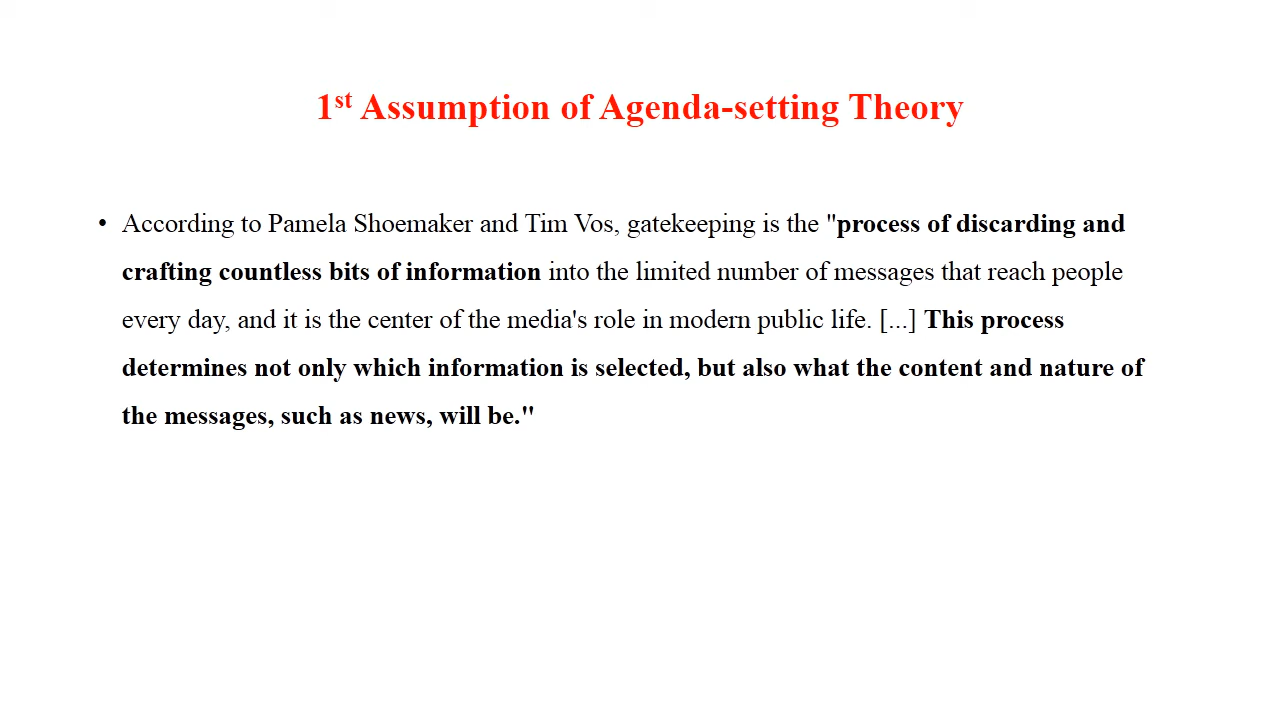 1st Assumption of Agenda-setting Theory
• According to Pamela Shoemaker and Tim Vos, gatekeeping is the "process of discarding and
crafting countless bits of information into the limited number of messages that reach people
every day, and it is the center of the media's role in modern public life. [...] This process
determines not only which information is selected, but also what the content and nature of
the messages, such as news, will be."